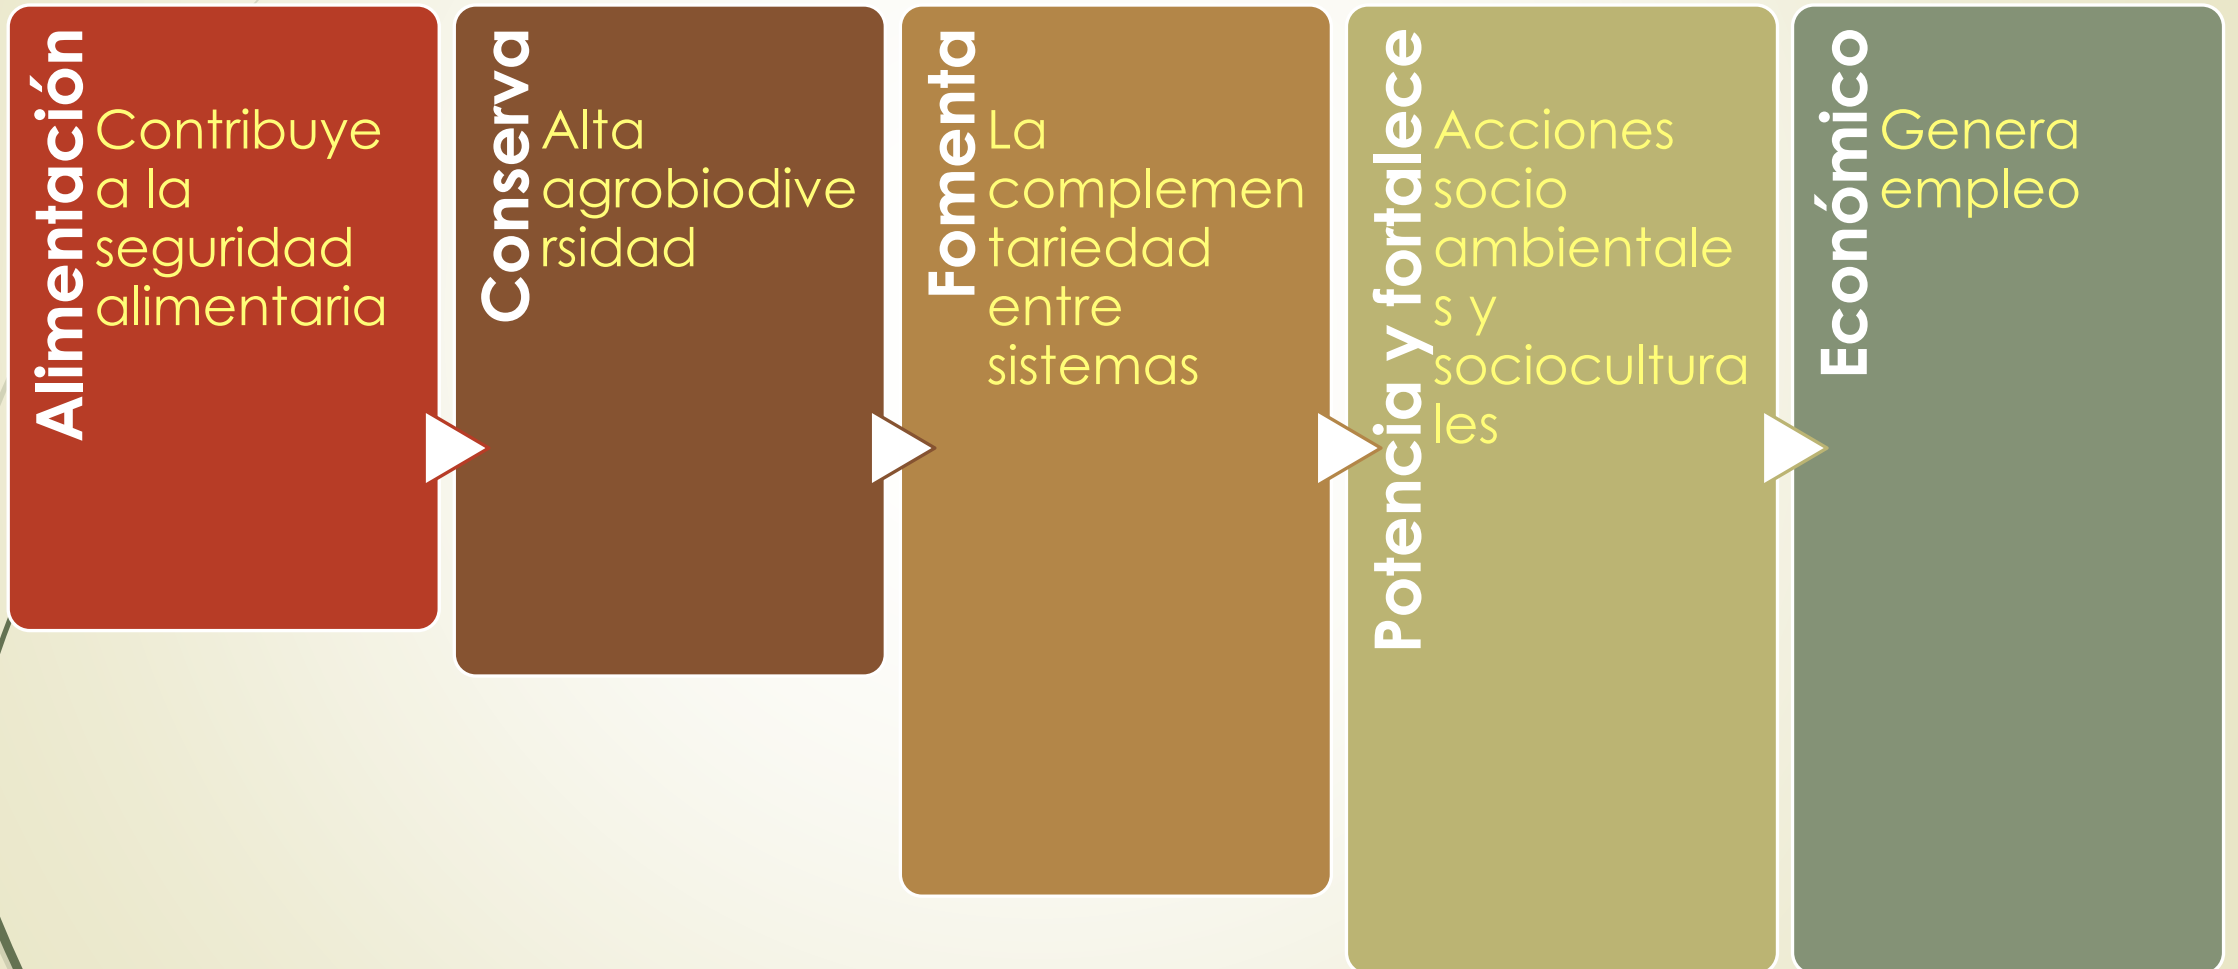 Alimentación
Contribuye
a la
seguridad
alimentaria
Conserva
Alta
agrobiodive
rsidad
Fomenta
La
complemen
tariedad
entre
sistemas
Potencia y fortalece
Acciones
socio
ambientale
s y
sociocultura
les
Económico
Genera
empleo